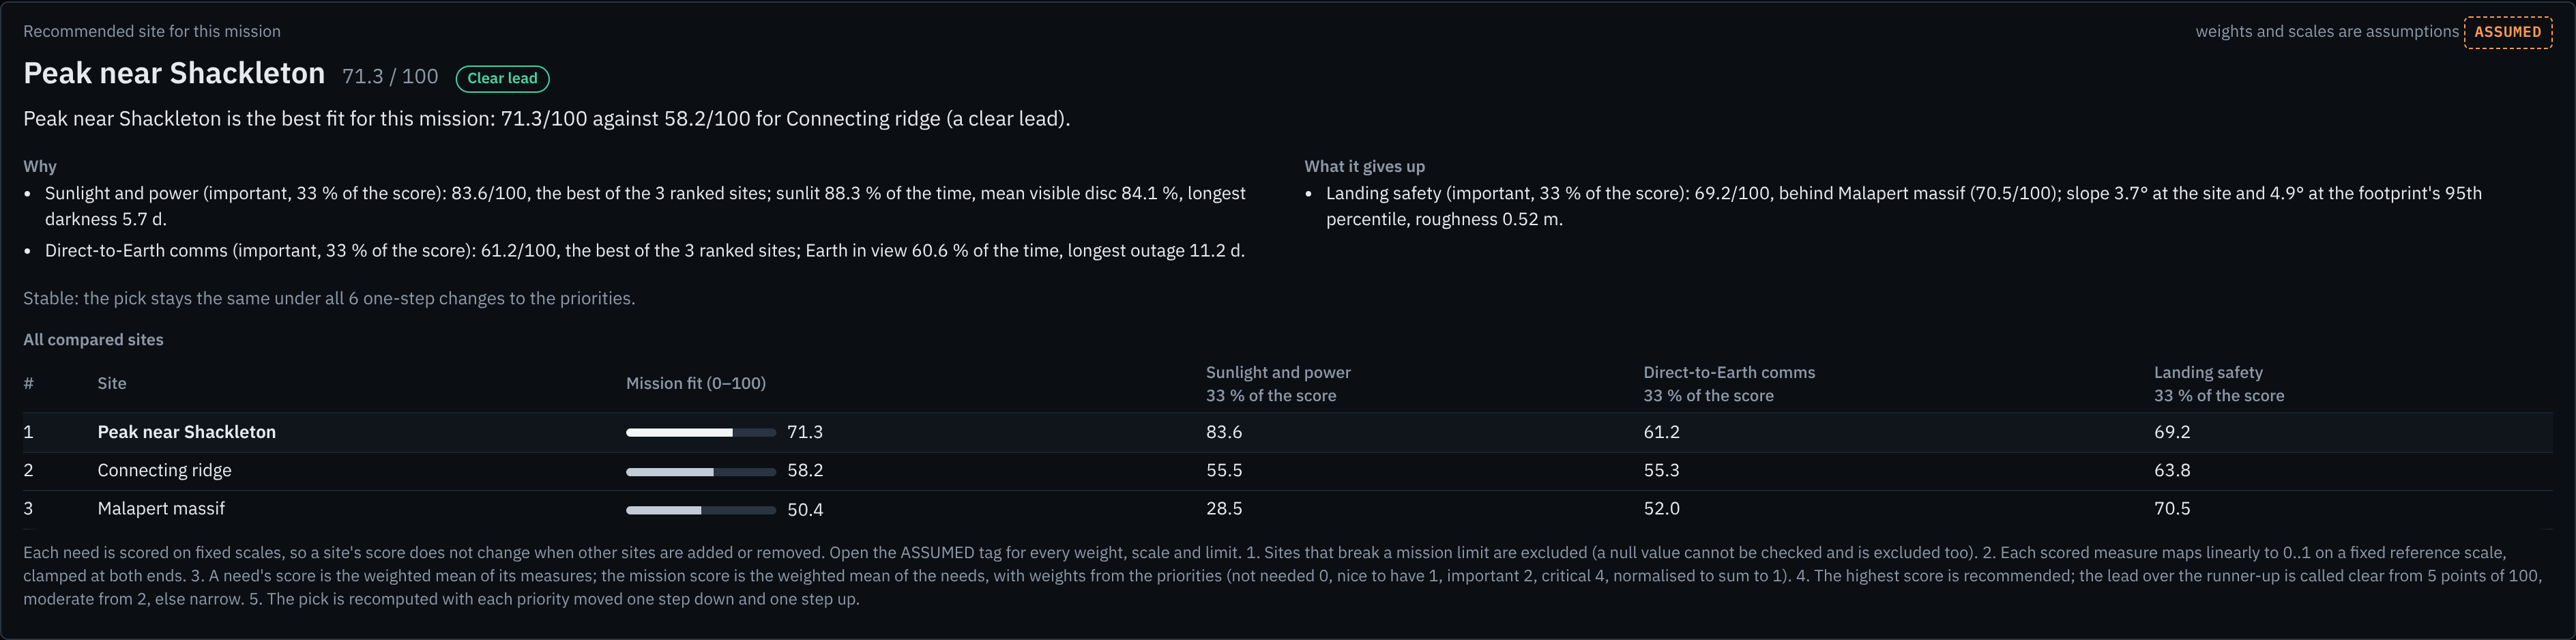 Recommended site for this mission
weights and scales are assumptions ASSUMED
Peak near Shackleton 71.3 / 100 Clear lead
Peak near Shackleton is the best fit for this mission: 71.3/100 against 58.2/100 for Connecting ridge (a clear lead).
Why
• Sunlight and power (important, 33 % of the score): 83.6/100, the best of the 3 ranked sites; sunlit 88.3 % of the time, mean visible disc 84.1 %, longest
darkness 5.7 d.
• Direct-to-Earth comms (important, 33 % of the score): 61.2/100, the best of the 3 ranked sites; Earth in view 60.6 % of the time, longest outage 11.2 d.
What it gives up
• Landing safety (important, 33 % of the score): 69.2/100, behind Malapert massif (70.5/100); slope 3.7° at the site and 4.9° at the footprint's 95th
percentile, roughness 0.52 m.
Stable: the pick stays the same under all 6 one-step changes to the priorities.
All compared sites
# Site Mission fit (0–100) Sunlight and power 33 % of the score Direct-to-Earth comms 33 % of the score Landing safety 33 % of the score
1 Peak near Shackleton 71.3 83.6 61.2 69.2
2 Connecting ridge 58.2 55.5 55.3 63.8
3 Malapert massif 50.4 28.5 52.0 70.5
Each need is scored on fixed scales, so a site's score does not change when other sites are added or removed. Open the ASSUMED tag for every weight, scale and limit. 1. Sites that break a mission limit are excluded (a null value cannot be checked and is excluded too). 2. Each scored measure maps linearly to 0..1 on a fixed reference scale,
clamped at both ends. 3. A need's score is the weighted mean of its measures; the mission score is the weighted mean of the needs, with weights from the priorities (not needed 0, nice to have 1, important 2, critical 4, normalised to sum to 1). 4. The highest score is recommended; the lead over the runner-up is called clear from 5 points of 100,
moderate from 2, else narrow. 5. The pick is recomputed with each priority moved one step down and one step up.